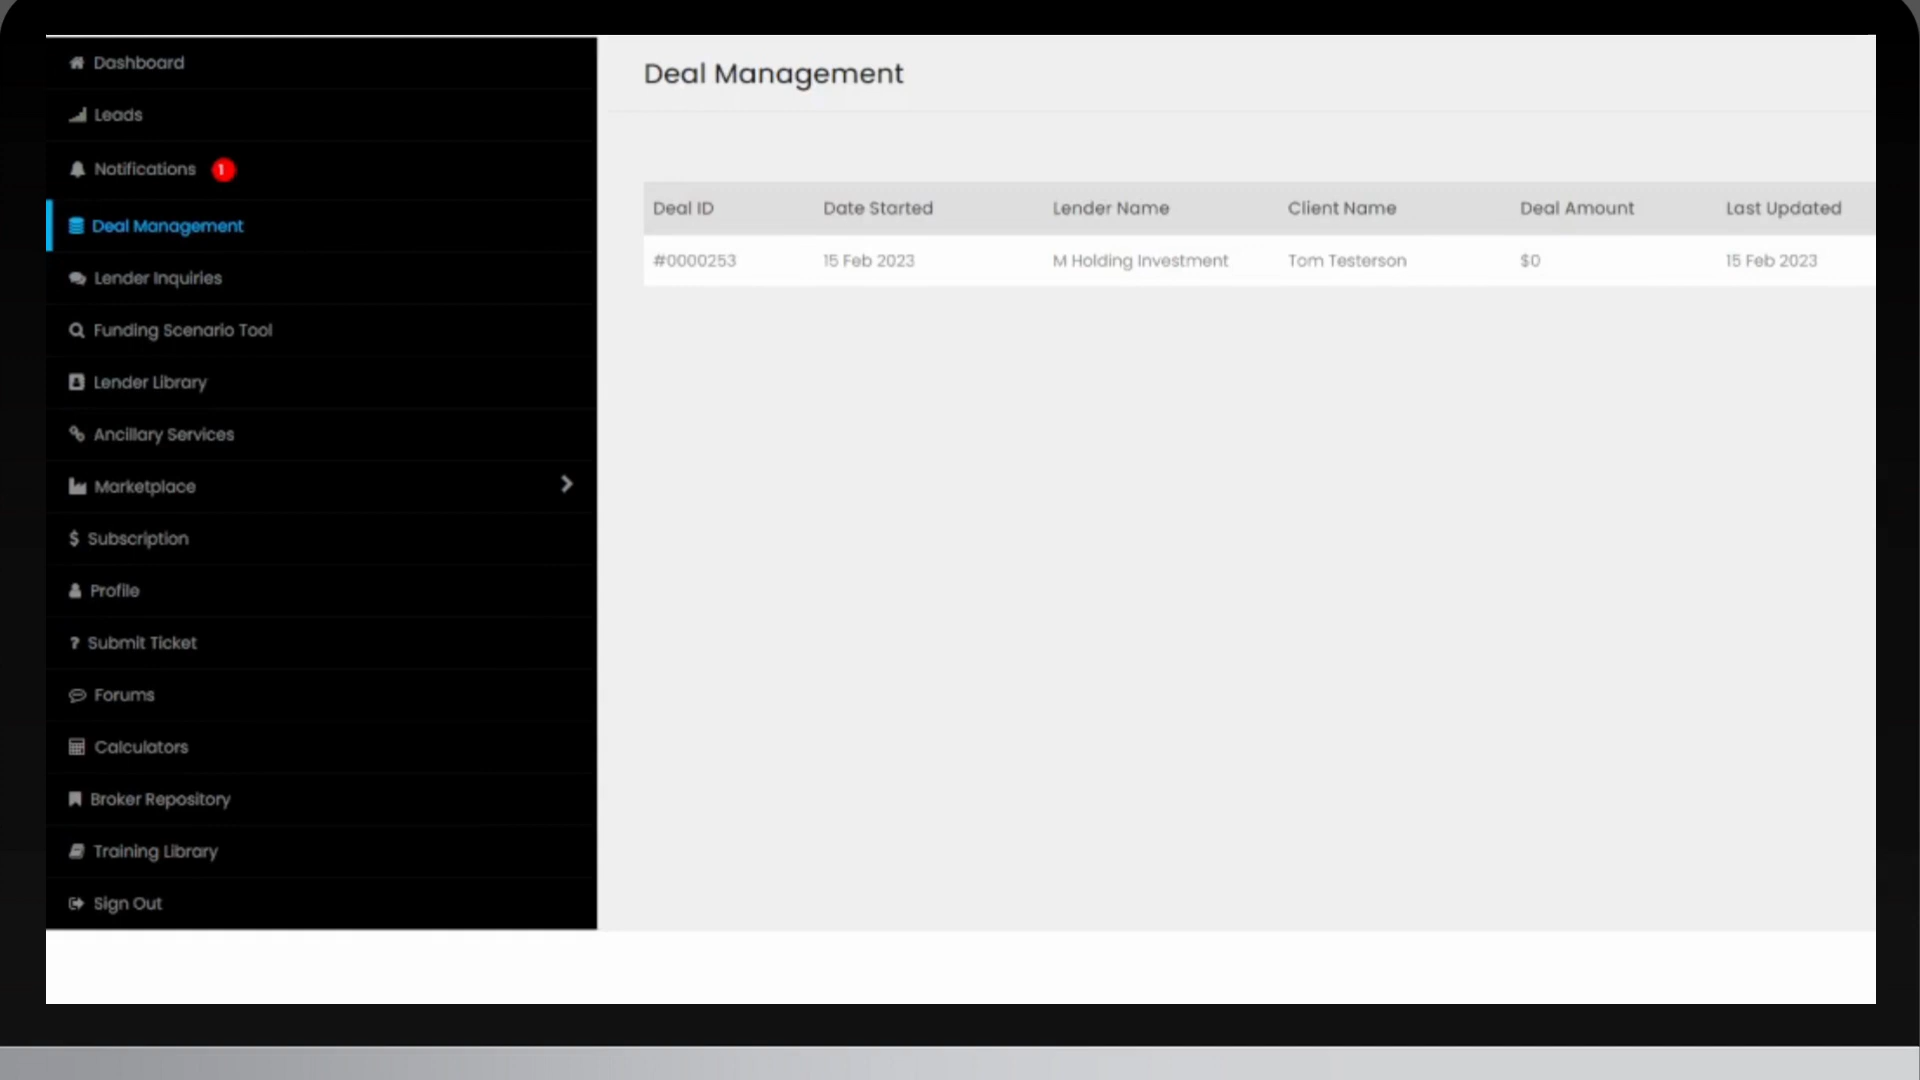 Dashboard
Leads
Notifications 1
Deal Management
Lender Inquiries
Funding Scenario Tool
Lender Library
Ancillary Services
Marketplace
Subscription
Profile
Submit Ticket
Forums
Calculators
Broker Repository
Training Library
Sign Out
Deal Management
Deal ID Date Started Lender Name Client Name Deal Amount Last Updated
#0000253 15 Feb 2023 M Holding Investment Tom Testerson $0 15 Feb 2023